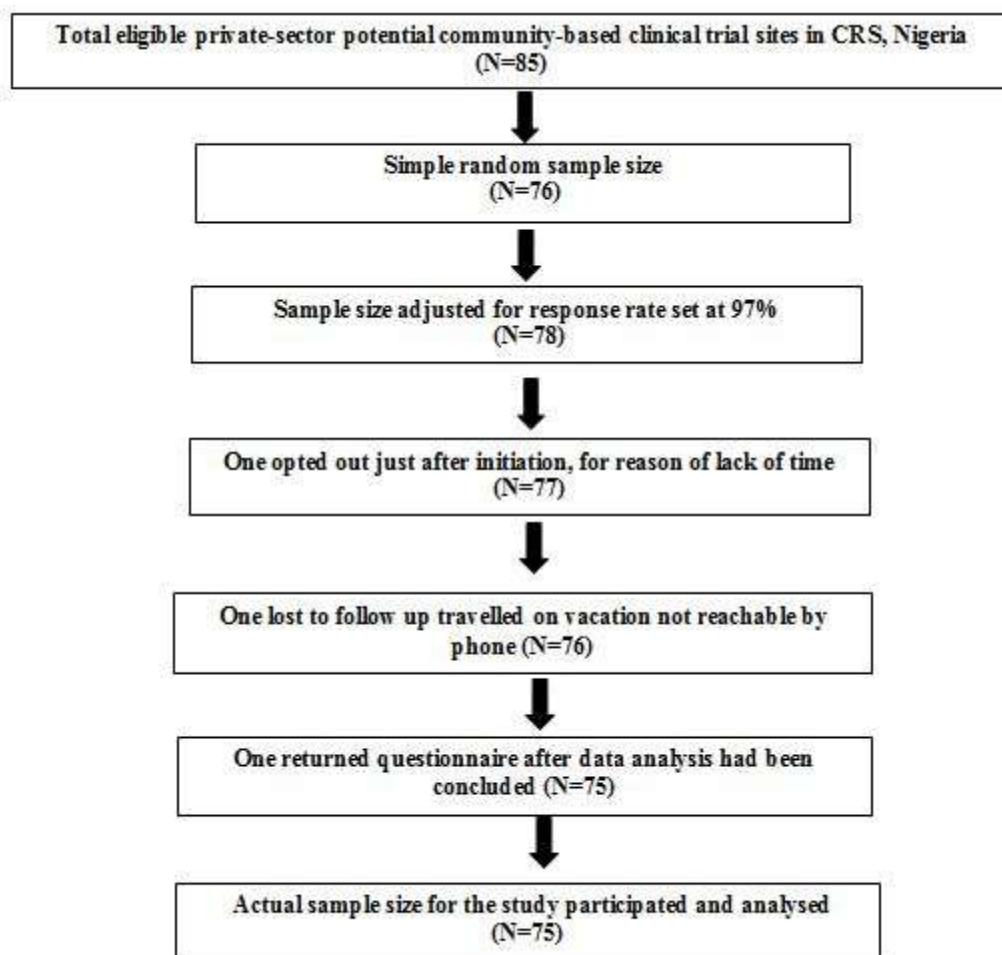 Total eligible private-sector potential community-based clinical trial sites in CRS, Nigeria
(N=85)
Simple random sample size
(N=76)
Sample size adjusted for response rate set at 97%
(N=78)
One opted out just after initiation, for reason of lack of time
(N=77)
One lost to follow up travelled on vacation not reachable by
phone (N=76)
One returned questionnaire after data analysis had been
concluded (N=75)
Actual sample size for the study participated and analysed
(N=75)